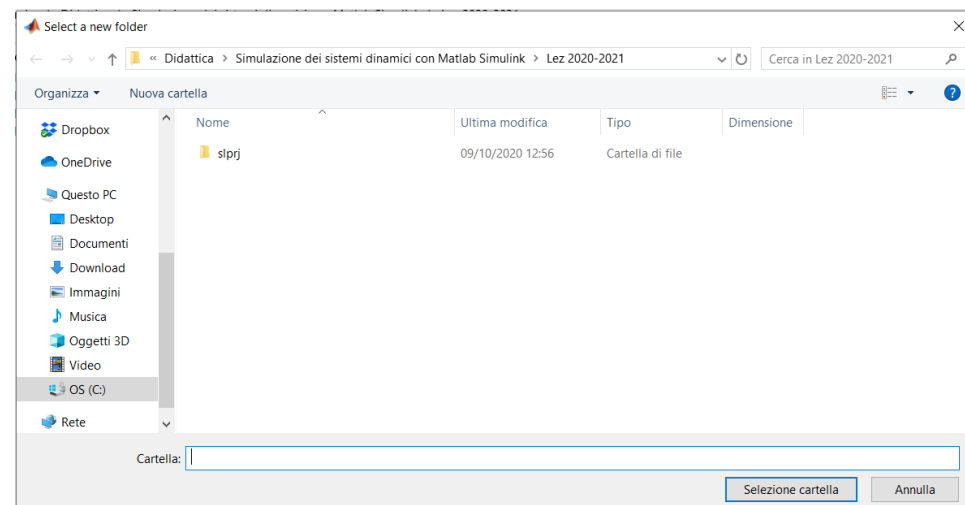 Select a new folder
« Didattica > Simulazione dei sistemi dinamici con Matlab Simulink > Lez 2020-2021
Cerca in Lez 2020-2021
Organizza
Nuova cartella
Dropbox
OneDrive
Questo PC
Desktop
Documenti
Download
Immagini
Musica
Oggetti 3D
Video
OS (C:)
Rete
Nome Ultima modifica Tipo Dimensione
slprj 09/10/2020 12:56 Cartella di file
Cartella:
Selezione cartella Annulla